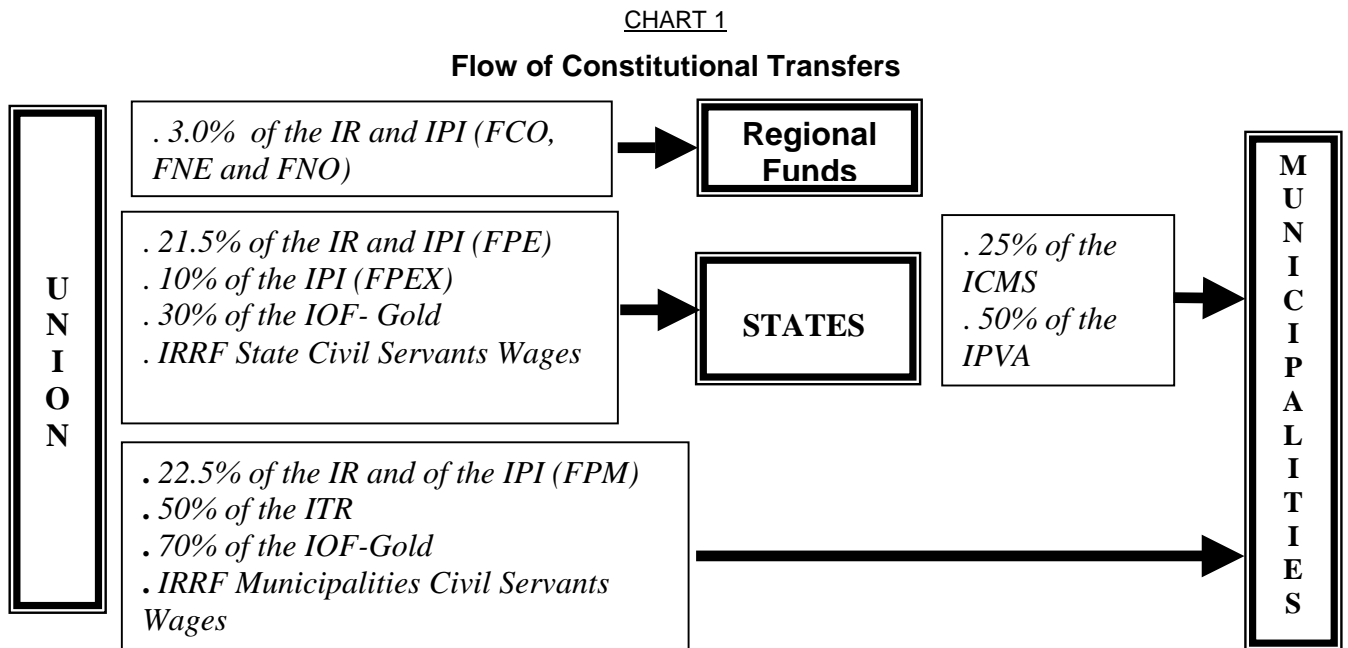 CHART 1
Flow of Constitutional Transfers
UNION
. 3.0% of the IR and IPI (FCO,
FNE and FNO)
Regional
Funds
. 21.5% of the IR and IPI (FPE)
. 10% of the IPI (FPEX)
. 30% of the IOF- Gold
. IRRF State Civil Servants Wages
STATES
. 25% of the
ICMS
. 50% of the
IPVA
. 22.5% of the IR and of the IPI (FPM)
. 50% of the ITR
. 70% of the IOF-Gold
. IRRF Municipalities Civil Servants
Wages
MUNICIPALITIES